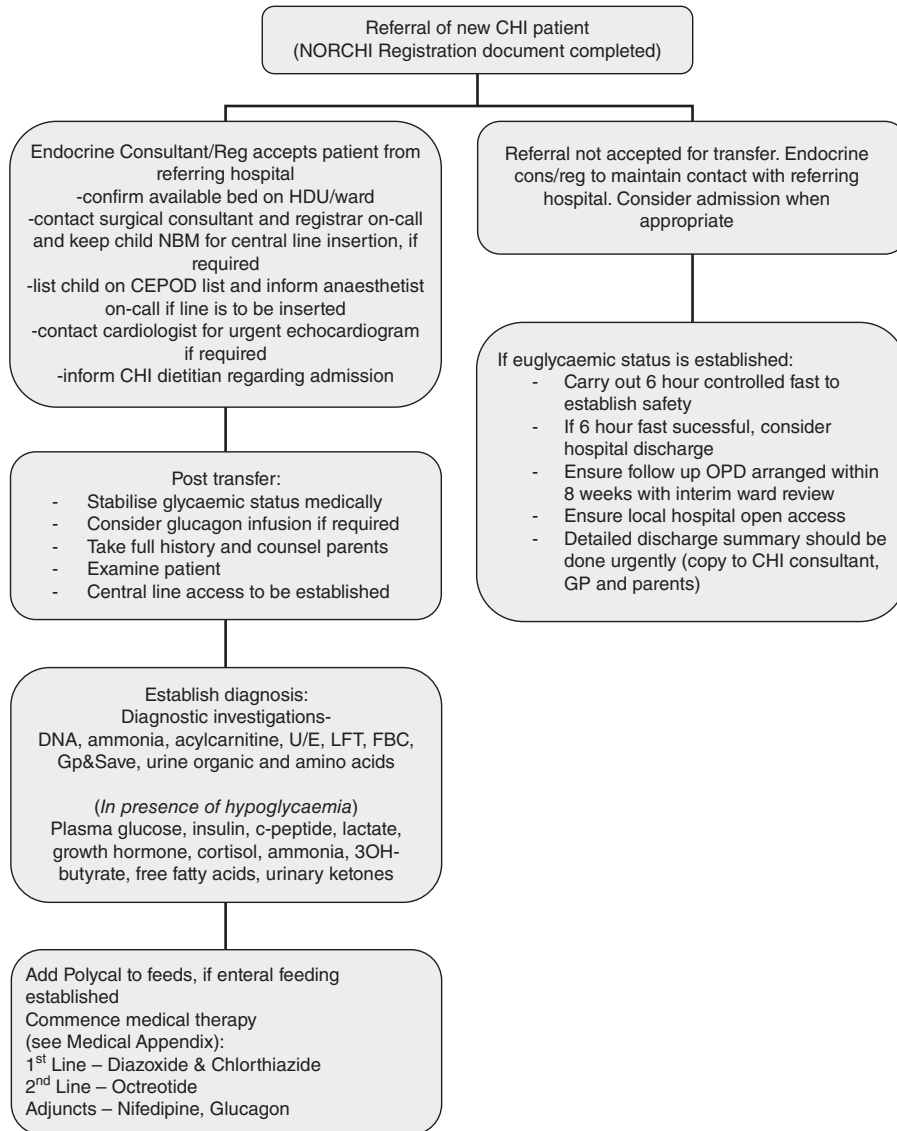 Referral of new CHI patient
(NORCHI Registration document completed)
Endocrine Consultant/Reg accepts patient from
referring hospital
-confirm available bed on HDU/ward
-contact surgical consultant and registrar on-call
and keep child NBM for central line insertion, if
required
-list child on CEPOD list and inform anaesthetist
on-call if line is to be inserted
-contact cardiologist for urgent echocardiogram
if required
-inform CHI dietitian regarding admission
Referral not accepted for transfer. Endocrine
cons/reg to maintain contact with referring
hospital. Consider admission when
appropriate
If euglycaemic status is established:
- Carry out 6 hour controlled fast to
establish safety
- If 6 hour fast sucessful, consider
hospital discharge
- Ensure follow up OPD arranged within
8 weeks with interim ward review
- Ensure local hospital open access
- Detailed discharge summary should be
done urgently (copy to CHI consultant,
GP and parents)
Post transfer:
- Stabilise glycaemic status medically
- Consider glucagon infusion if required
- Take full history and counsel parents
- Examine patient
- Central line access to be established
Establish diagnosis:
Diagnostic investigations-
DNA, ammonia, acylcarnitine, U/E, LFT, FBC,
Gp&Save, urine organic and amino acids
(In presence of hypoglycaemia)
Plasma glucose, insulin, c-peptide, lactate,
growth hormone, cortisol, ammonia, 3OH-
butyrate, free fatty acids, urinary ketones
Add Polycal to feeds, if enteral feeding
established
Commence medical therapy
(see Medical Appendix):
1st Line – Diazoxide & Chlorthiazide
2nd Line – Octreotide
Adjuncts – Nifedipine, Glucagon